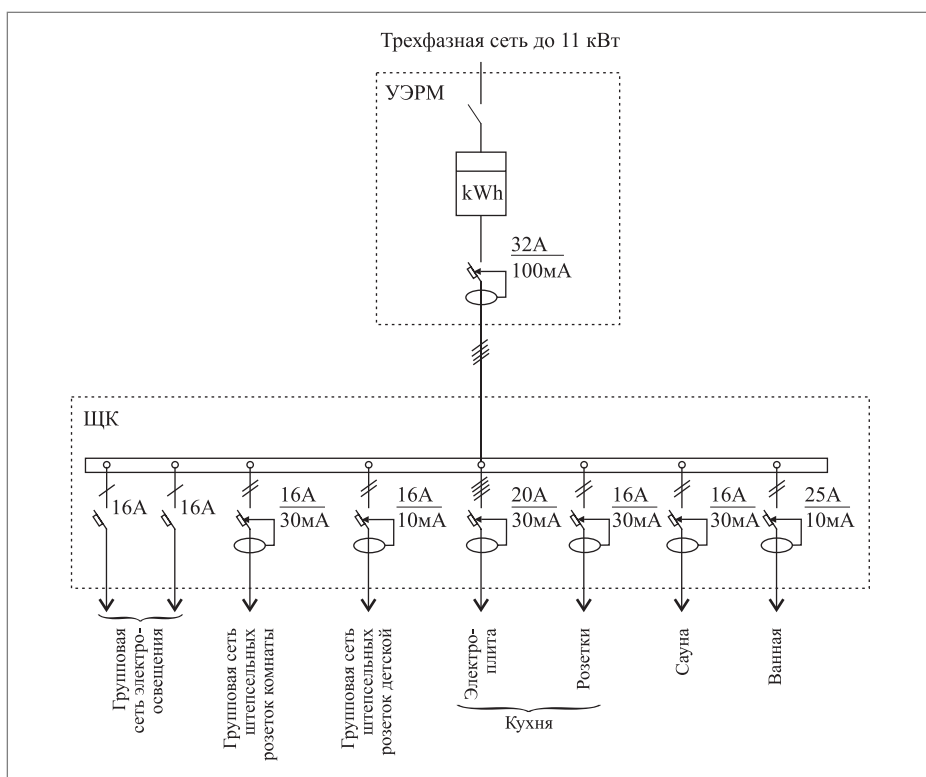 Трехфазная сеть до 11 кВт
УЭРМ
kWh
32А
100мА
ЩК
16А
16А
16А
30мА
16А
10мА
20А
30мА
16А
30мА
16А
30мА
25А
10мА
Групповая
сеть электро-
освещения
Групповая сеть
штепсельных
розеток комнаты
Групповая сеть
штепсельных
розеток детской
Электро-
плита
Розетки
Кухня
Сауна
Ванная